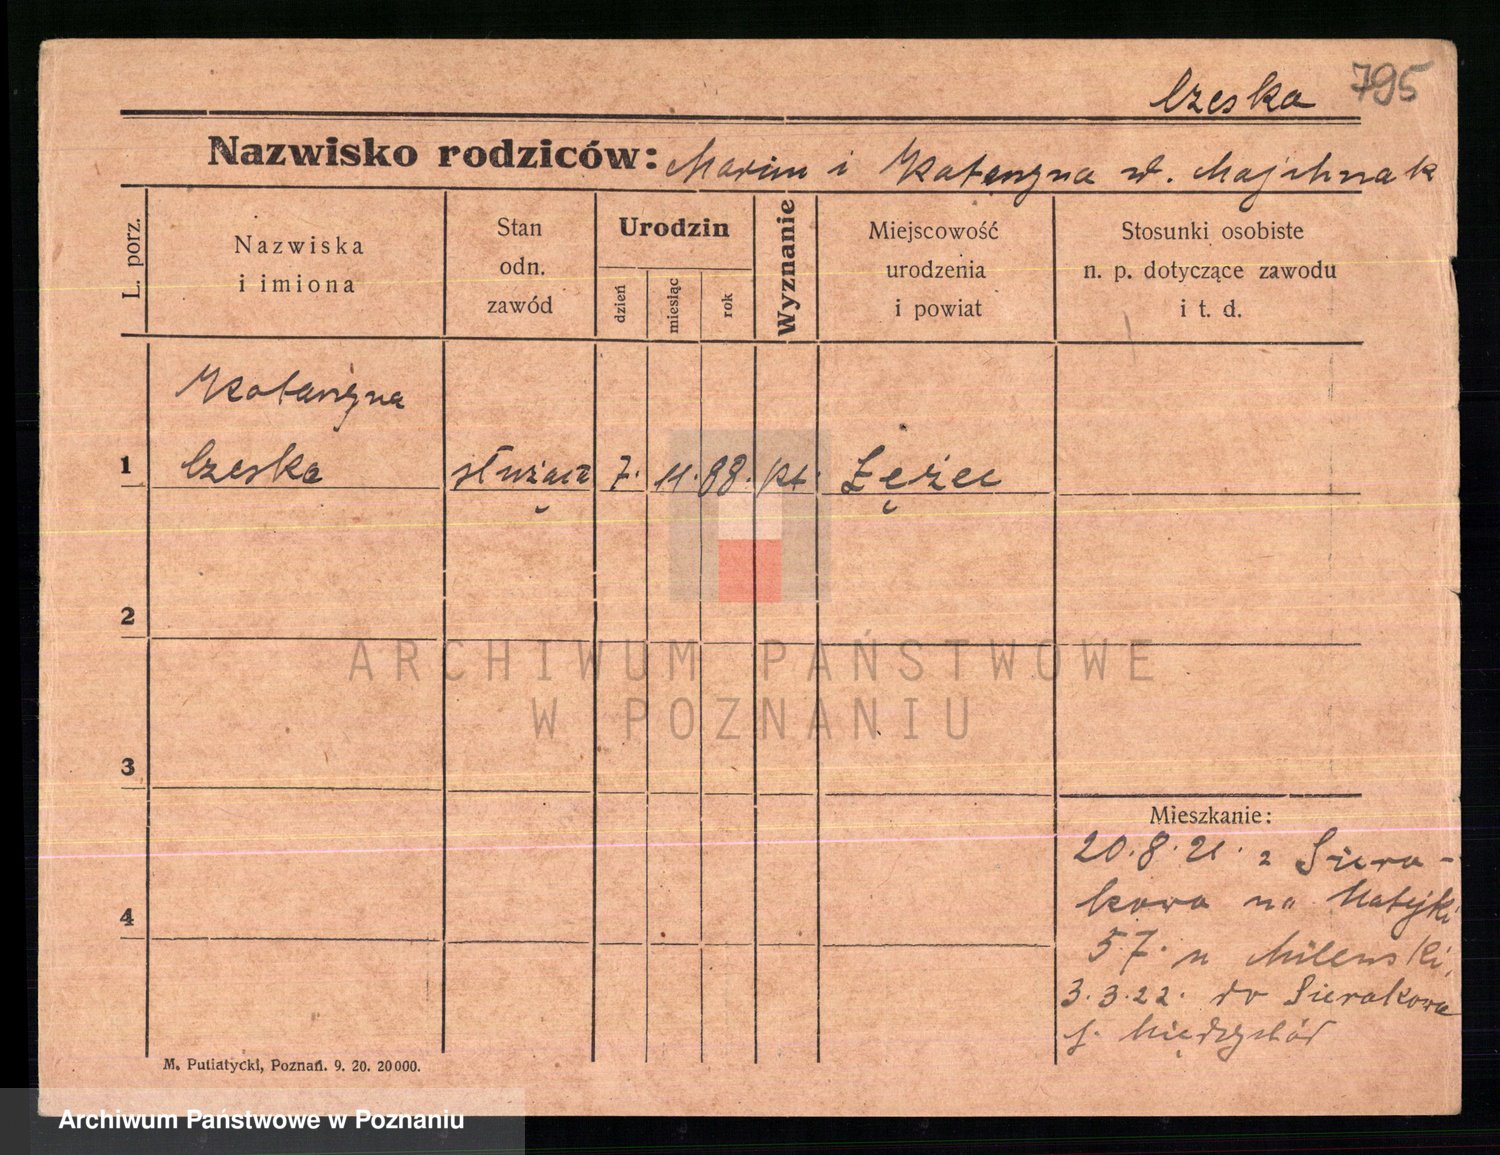 Czeska 795
Nazwisko rodziców: Marcin i Katarzyna z d. Majchrzak
L. porz.
Nazwiska
i imiona
Stan
odn.
zawód
Urodzin
dzień
miesiąc
rok
Wyznanie
Miejscowość
urodzenia
i powiat
Stosunki osobiste
n. p. dotyczące zawodu
i t. d.
Katarzyna
1 Czeska służąca 7. 11. 88. kt. Łężec
2
3
4
Mieszkanie:
20.8.21. z Siera-
kowa na Matejki
57. u Milewski
3.3.22. do Sierakowa
p. Międzychód
M. Putiatycki, Poznań. 9. 20. 20000.
ARCHIWUM PAŃSTWOWE
W POZNANIU
Archiwum Państwowe w Poznaniu